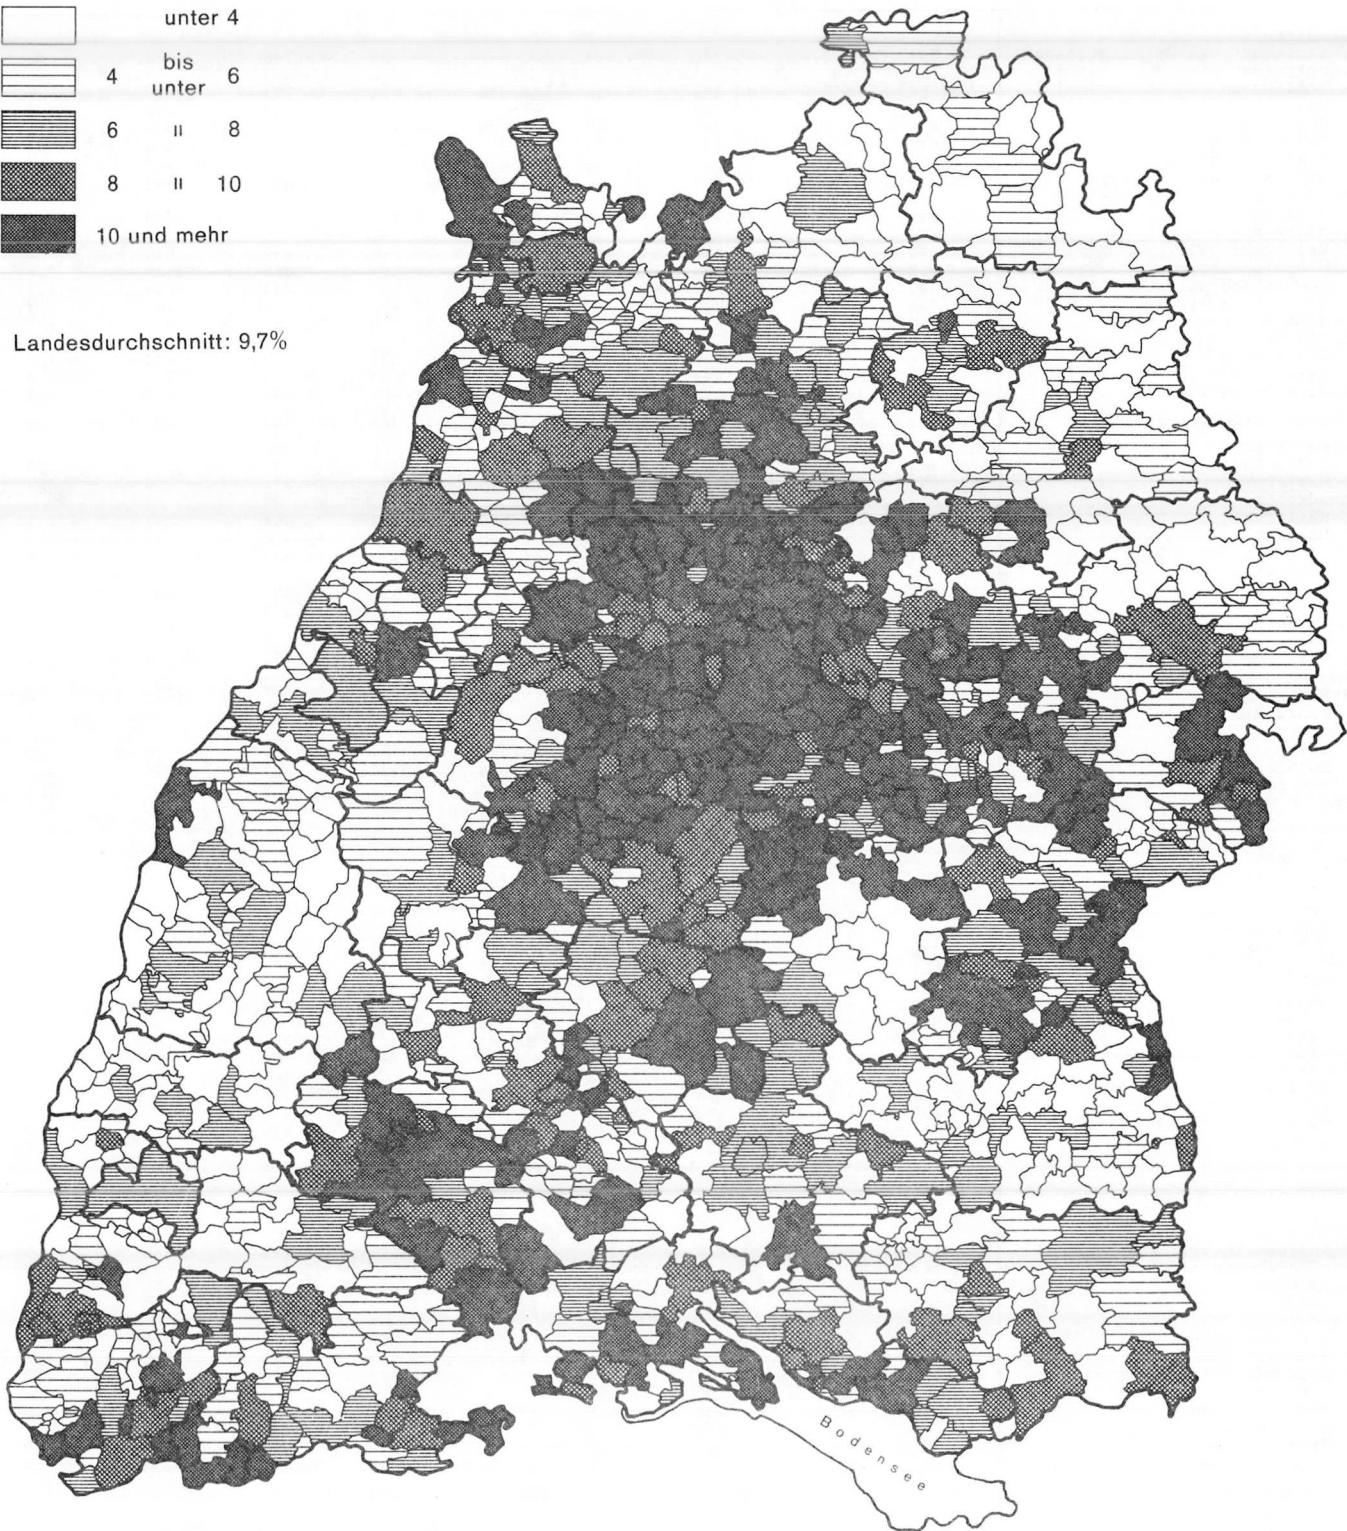 unter 4
4 bis unter 6
6 " 8
8 " 10
10 und mehr
Landesdurchschnitt: 9,7%
Bodensee